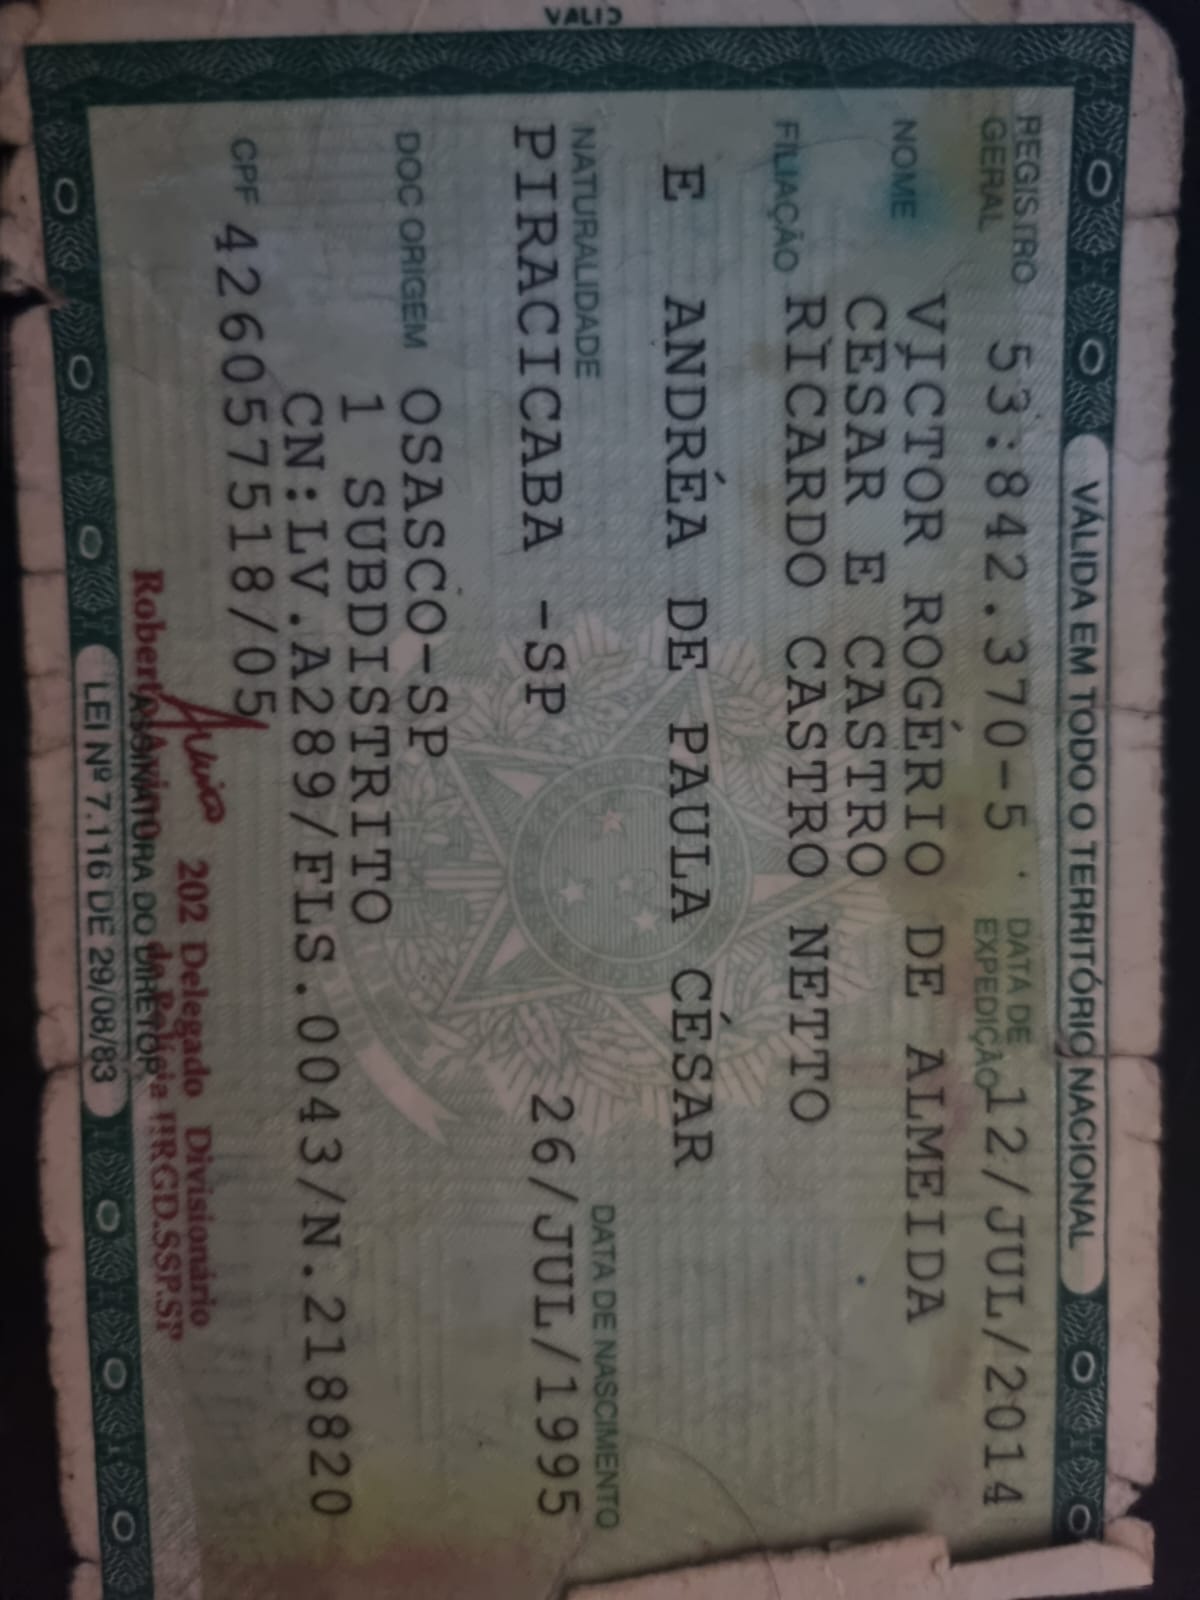 VALID
VÁLIDA EM TODO O TERRITÓRIO NACIONAL
REGISTRO GERAL 53.842.370-5 DATA DE EXPEDIÇÃO 12/JUL/2014
NOME VICTOR ROGÉRIO DE ALMEIDA
CÉSAR E CASTRO
FILIAÇÃO RICARDO CASTRO NETTO
E ANDRÉA DE PAULA CÉSAR
NATURALIDADE DATA DE NASCIMENTO
PIRACICABA -SP 26/JUL/1995
DOC ORIGEM OSASCO-SP
1 SUBDISTRITO
CN:LV.A289/FLS.0043/N.218820
CPF 426057518/05
202 Delegado Divisionário
de Polícia IIRGD.SSP.SP
ASSINATURA DO DIRETOR
LEI Nº 7.116 DE 29/08/83